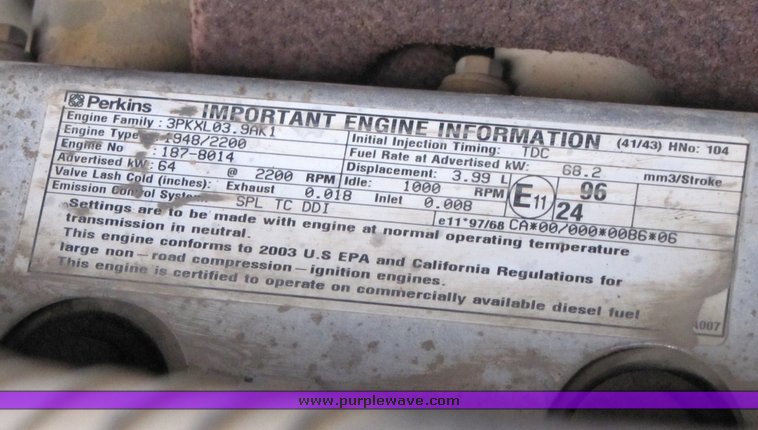 Perkins IMPORTANT ENGINE INFORMATION (41/43) HNo: 104
Engine Family : 3PKXL03.9AK1
Initial Injection Timing: TDC
Engine Type 1948/2200
Fuel Rate at Advertised kW: 68.2 mm3/Stroke
Engine No : 187-8014
Displacement: 3.99 L
Advertised kW: 64 @ 2200 RPM
Idle: 1000 RPM
Valve Lash Cold (inches): Exhaust 0.018 Inlet 0.008
Emission Control System SPL TC DDI
E11 96
24
e11*97/68 CA*00/000*0086*06
Settings are to be made with engine at normal operating temperature
transmission in neutral.
This engine conforms to 2003 U.S EPA and California Regulations for
large non - road compression - ignition engines.
This engine is certified to operate on commercially available diesel fuel
A007
www.purplewave.com